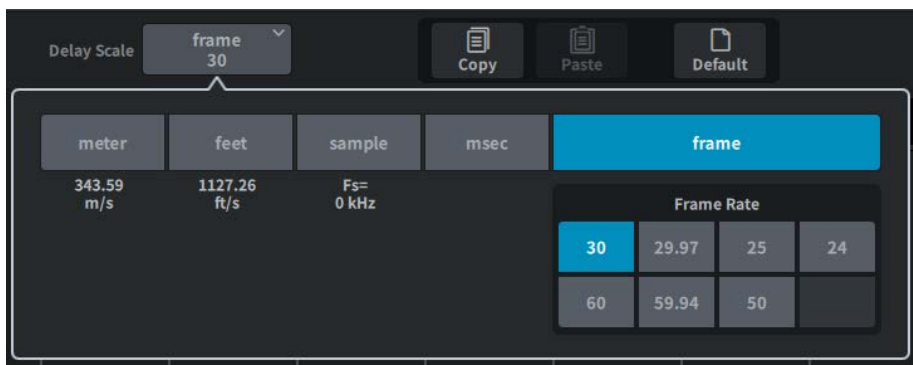 Delay Scale
frame
30
Copy
Paste
Default
meter
feet
sample
msec
frame
343.59
m/s
1127.26
ft/s
Fs=
0 kHz
Frame Rate
30 29.97 25 24
60 59.94 50